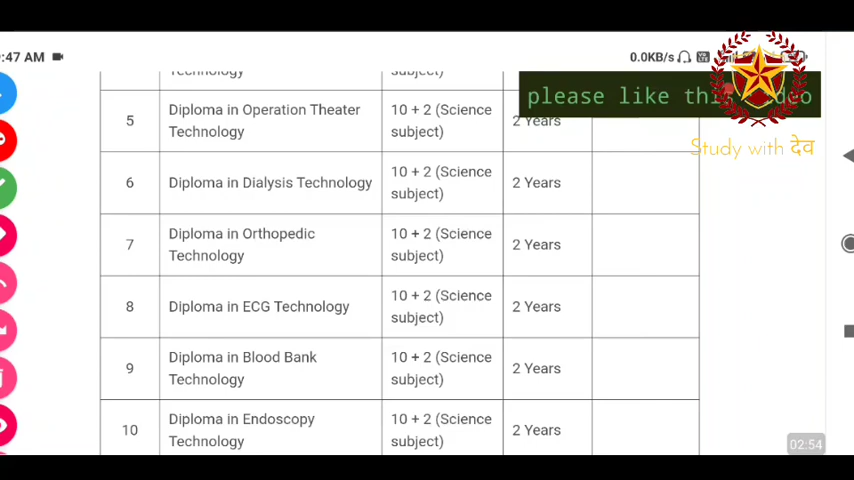 :47 AM
0.0KB/s
Technology
subject)
please like this video
Study with देव
5
Diploma in Operation Theater
Technology
10 + 2 (Science
subject)
2 Years
6
Diploma in Dialysis Technology
10 + 2 (Science
subject)
2 Years
7
Diploma in Orthopedic
Technology
10 + 2 (Science
subject)
2 Years
8
Diploma in ECG Technology
10 + 2 (Science
subject)
2 Years
9
Diploma in Blood Bank
Technology
10 + 2 (Science
subject)
2 Years
10
Diploma in Endoscopy
Technology
10 + 2 (Science
subject)
2 Years
02:54